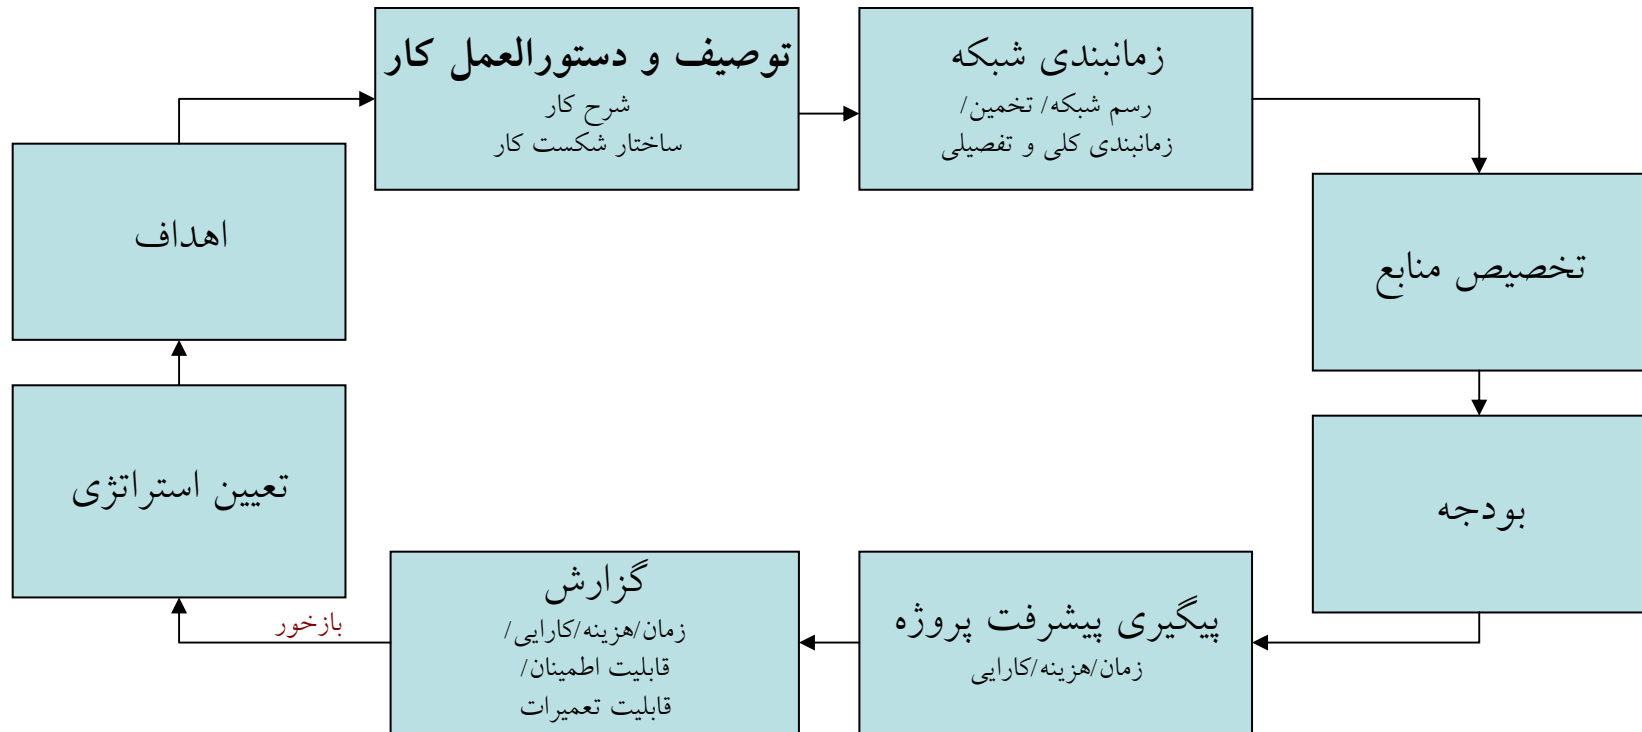 توصیف و دستورالعمل کار
شرح کار
ساختار شکست کار
زمانبندی شبکه
رسم شبکه/ تخمین/
زمانبندی کلی و تفصیلی
تخصیص منابع
بودجه
پیگیری پیشرفت پروژه
زمان/هزینه/کارایی
گزارش
زمان/هزینه/کارایی/
قابلیت اطمینان/
قابلیت تعمیرات
بازخور
تعیین استراتژی
اهداف